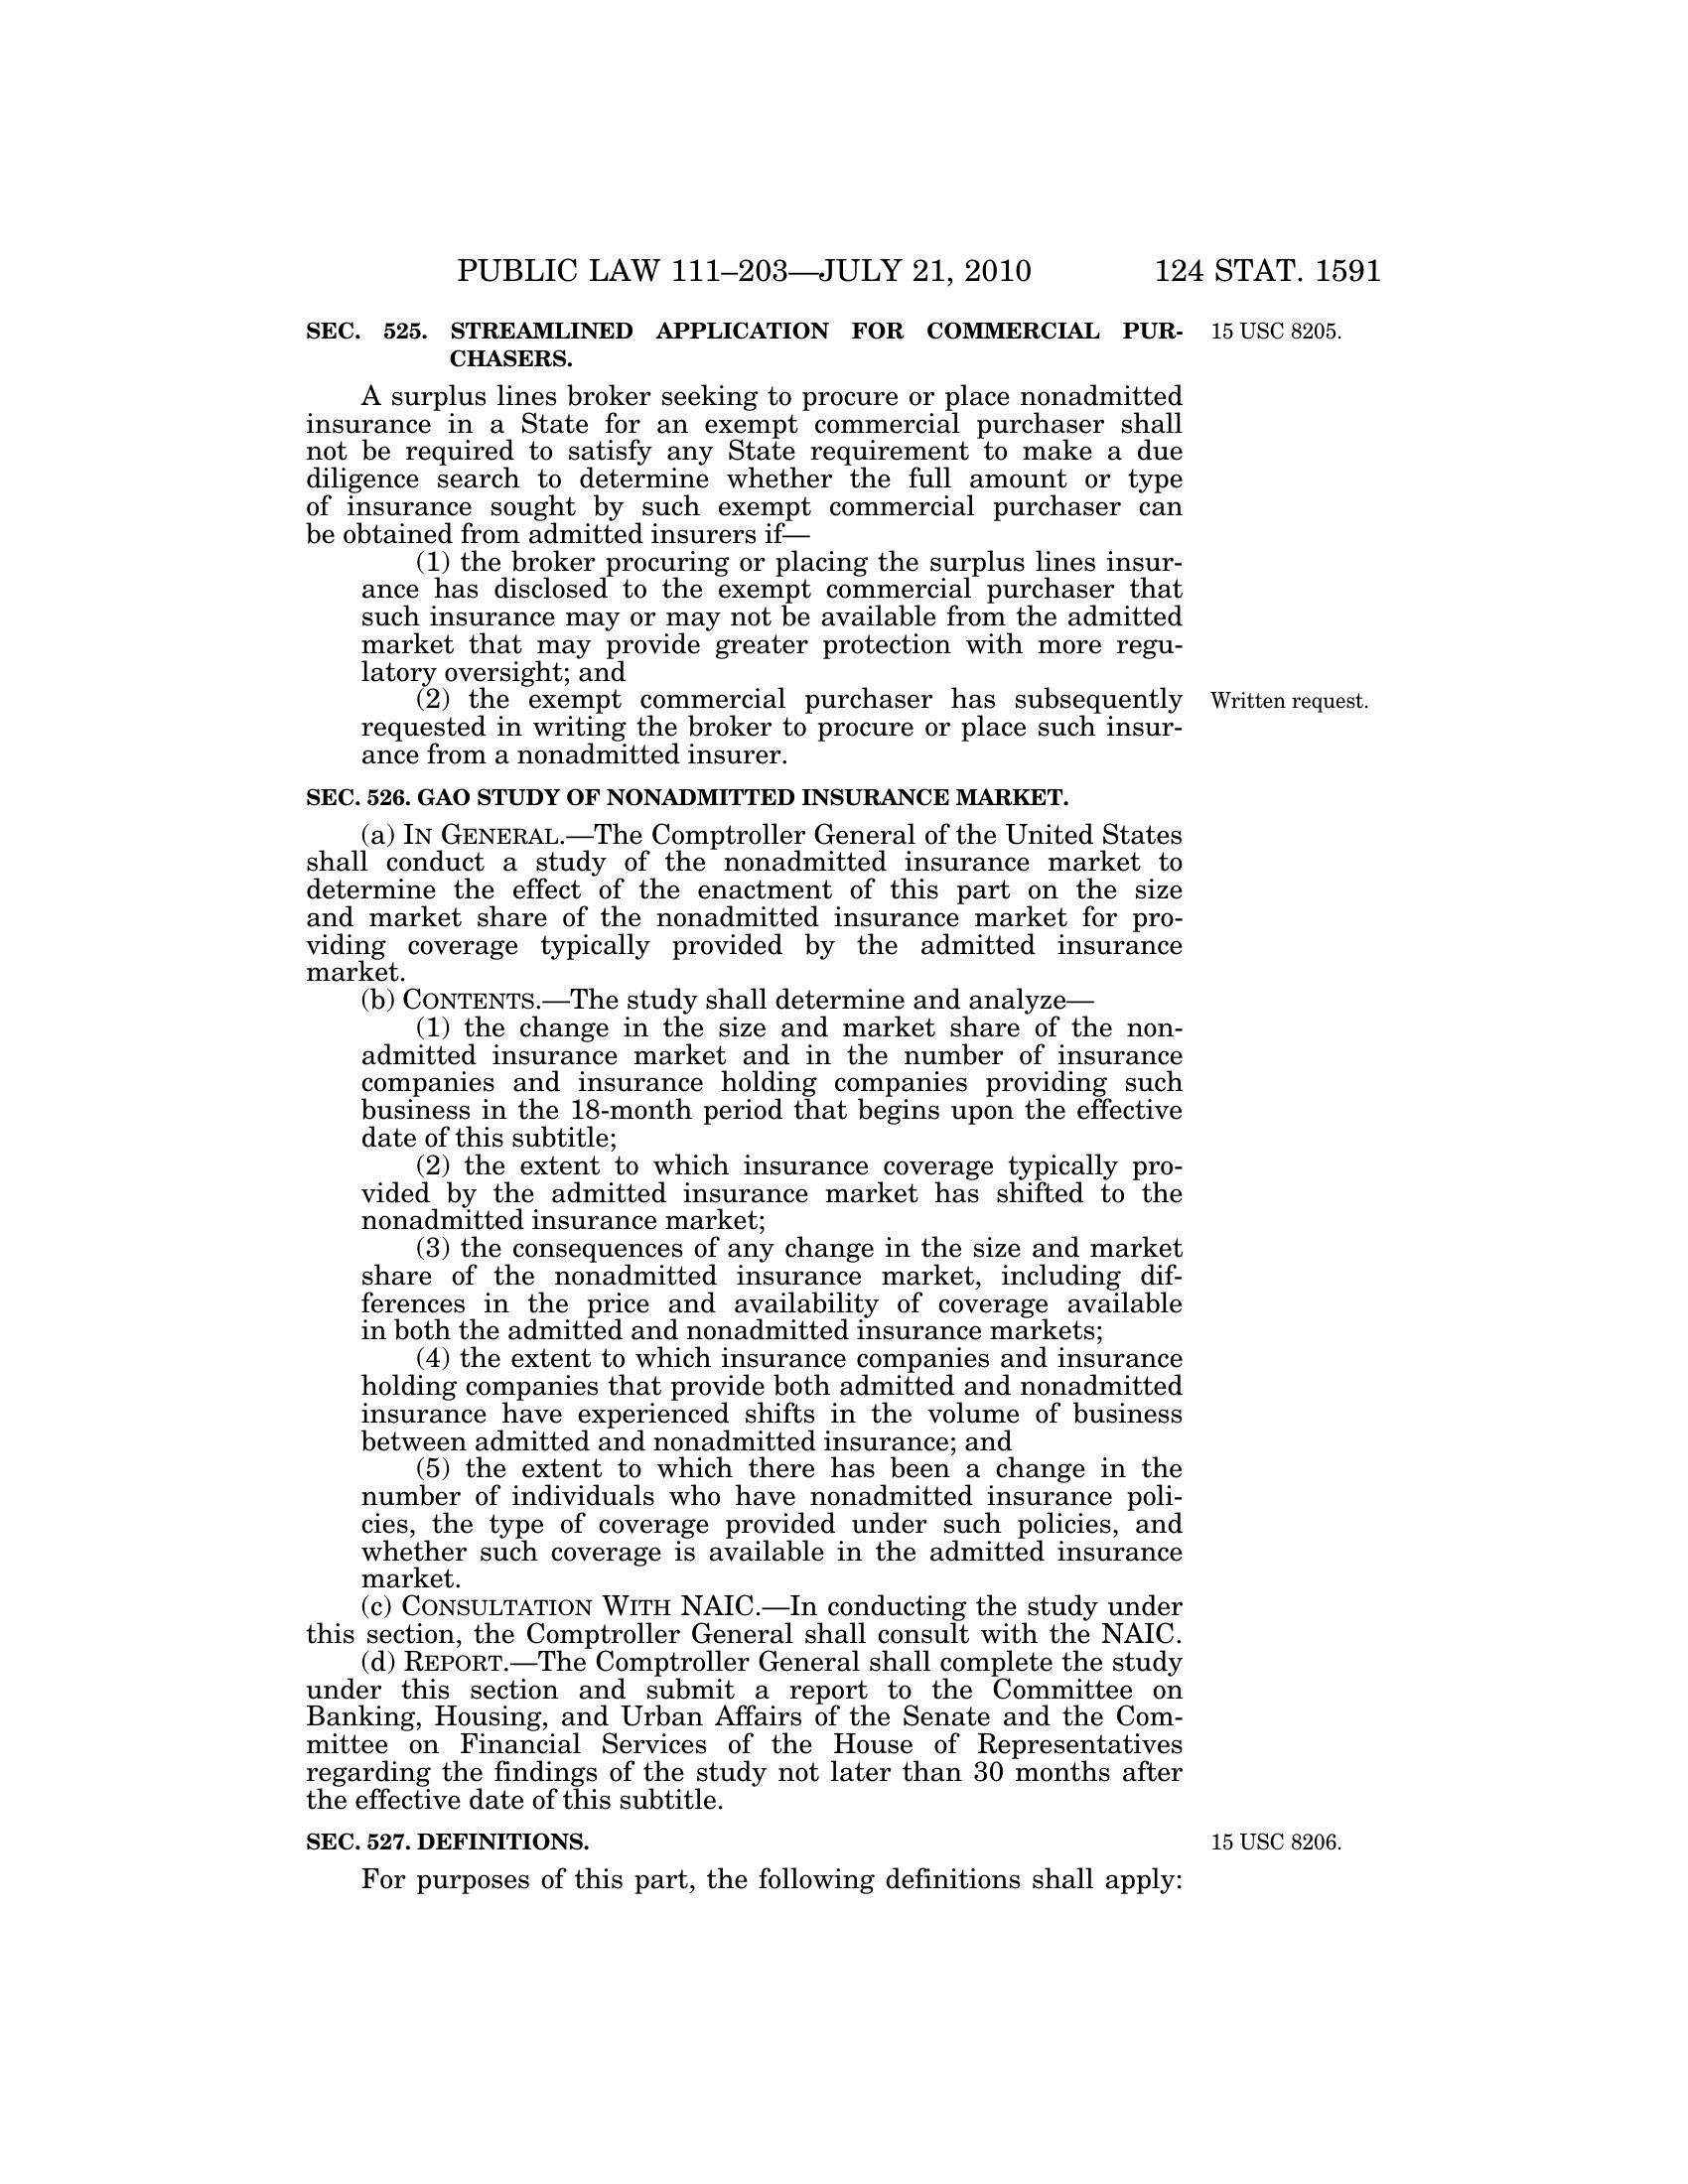 PUBLIC LAW 111–203—JULY 21, 2010 124 STAT. 1591
SEC. 525. STREAMLINED APPLICATION FOR COMMERCIAL PUR- 15 USC 8205.
CHASERS.
A surplus lines broker seeking to procure or place nonadmitted
insurance in a State for an exempt commercial purchaser shall
not be required to satisfy any State requirement to make a due
diligence search to determine whether the full amount or type
of insurance sought by such exempt commercial purchaser can
be obtained from admitted insurers if—
(1) the broker procuring or placing the surplus lines insur-
ance has disclosed to the exempt commercial purchaser that
such insurance may or may not be available from the admitted
market that may provide greater protection with more regu-
latory oversight; and
(2) the exempt commercial purchaser has subsequently Written request.
requested in writing the broker to procure or place such insur-
ance from a nonadmitted insurer.
SEC. 526. GAO STUDY OF NONADMITTED INSURANCE MARKET.
(a) IN GENERAL.—The Comptroller General of the United States
shall conduct a study of the nonadmitted insurance market to
determine the effect of the enactment of this part on the size
and market share of the nonadmitted insurance market for pro-
viding coverage typically provided by the admitted insurance
market.
(b) CONTENTS.—The study shall determine and analyze—
(1) the change in the size and market share of the non-
admitted insurance market and in the number of insurance
companies and insurance holding companies providing such
business in the 18-month period that begins upon the effective
date of this subtitle;
(2) the extent to which insurance coverage typically pro-
vided by the admitted insurance market has shifted to the
nonadmitted insurance market;
(3) the consequences of any change in the size and market
share of the nonadmitted insurance market, including dif-
ferences in the price and availability of coverage available
in both the admitted and nonadmitted insurance markets;
(4) the extent to which insurance companies and insurance
holding companies that provide both admitted and nonadmitted
insurance have experienced shifts in the volume of business
between admitted and nonadmitted insurance; and
(5) the extent to which there has been a change in the
number of individuals who have nonadmitted insurance poli-
cies, the type of coverage provided under such policies, and
whether such coverage is available in the admitted insurance
market.
(c) CONSULTATION WITH NAIC.—In conducting the study under
this section, the Comptroller General shall consult with the NAIC.
(d) REPORT.—The Comptroller General shall complete the study
under this section and submit a report to the Committee on
Banking, Housing, and Urban Affairs of the Senate and the Com-
mittee on Financial Services of the House of Representatives
regarding the findings of the study not later than 30 months after
the effective date of this subtitle.
SEC. 527. DEFINITIONS. 15 USC 8206.
For purposes of this part, the following definitions shall apply: